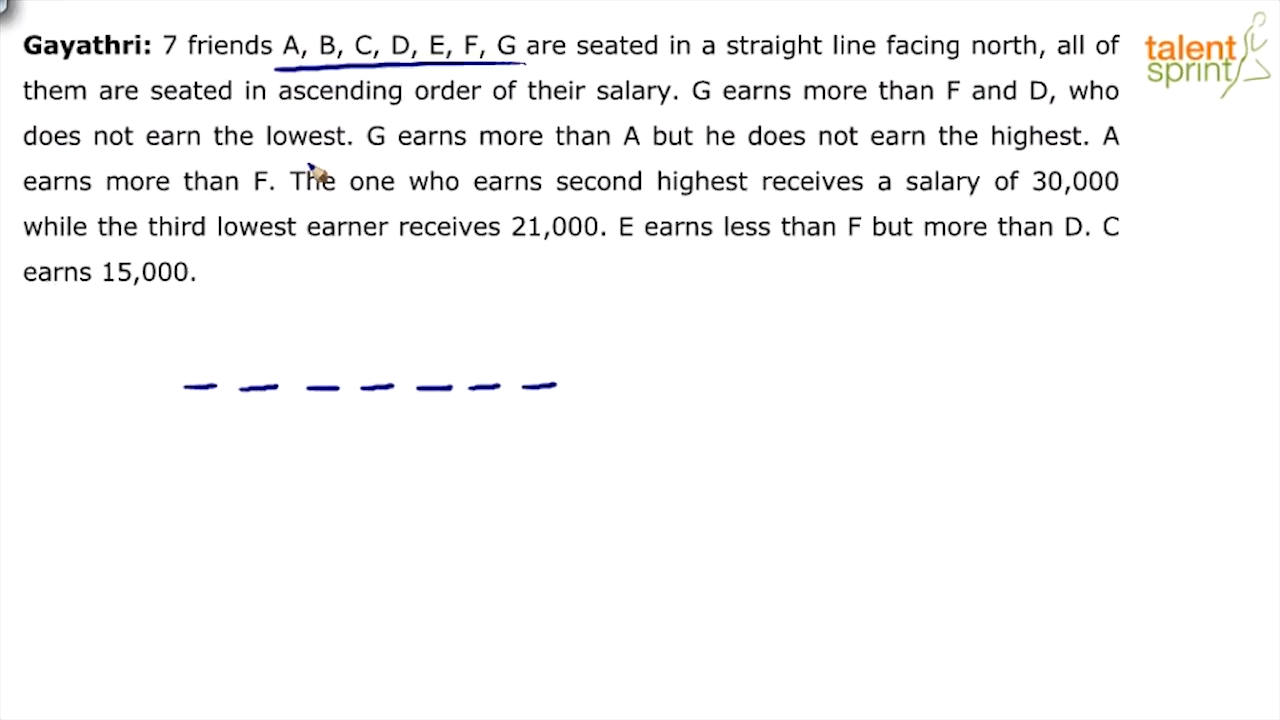 Gayathri: 7 friends A, B, C, D, E, F, G are seated in a straight line facing north, all of
them are seated in ascending order of their salary. G earns more than F and D, who
does not earn the lowest. G earns more than A but he does not earn the highest. A
earns more than F. The one who earns second highest receives a salary of 30,000
while the third lowest earner receives 21,000. E earns less than F but more than D. C
earns 15,000.
talent
sprint